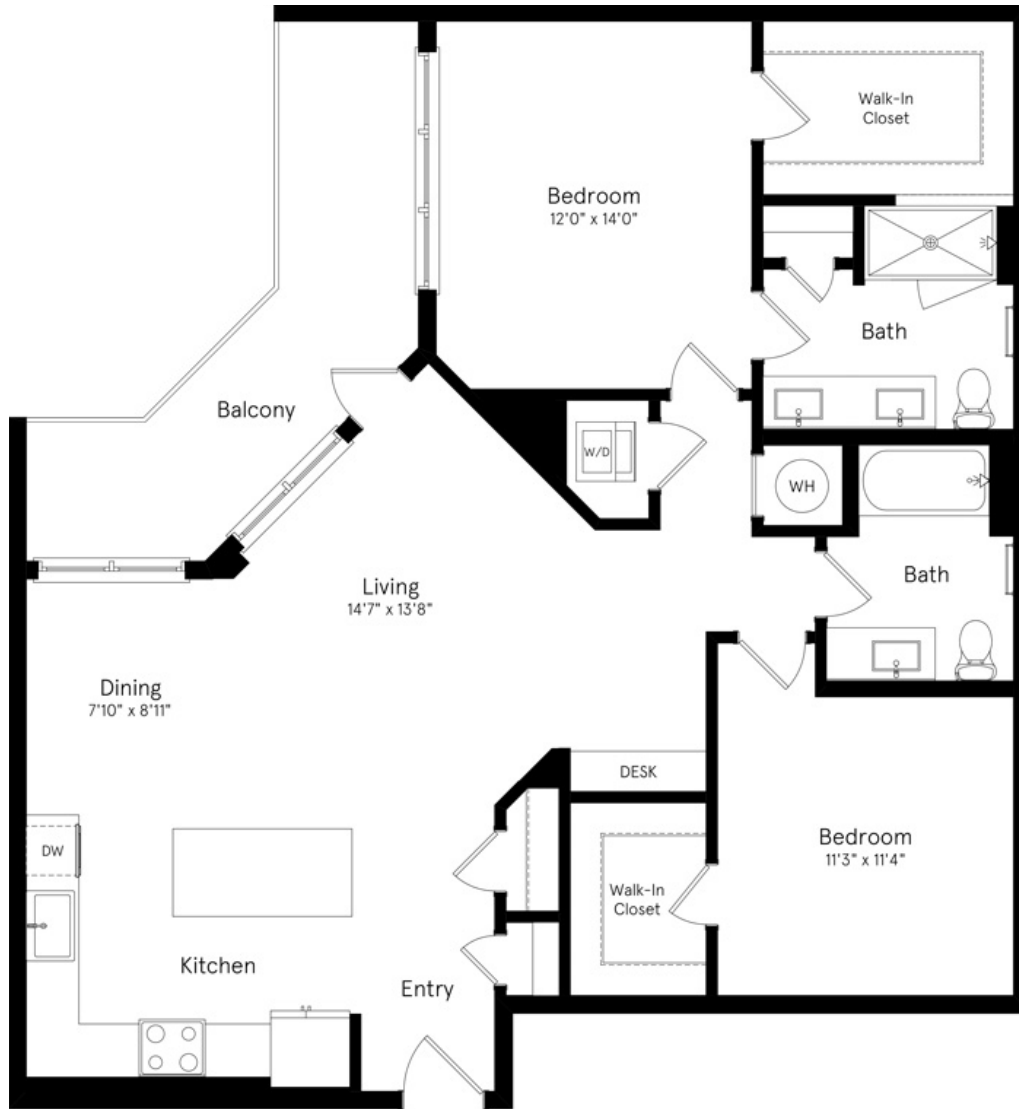 Walk-In
Closet
Bedroom
12'0" x 14'0"
Bath
Balcony
W/D
WH
Living
14'7" x 13'8"
Bath
Dining
7'10" x 8'11"
DESK
DW
Bedroom
11'3" x 11'4"
Walk-In
Closet
Kitchen
Entry